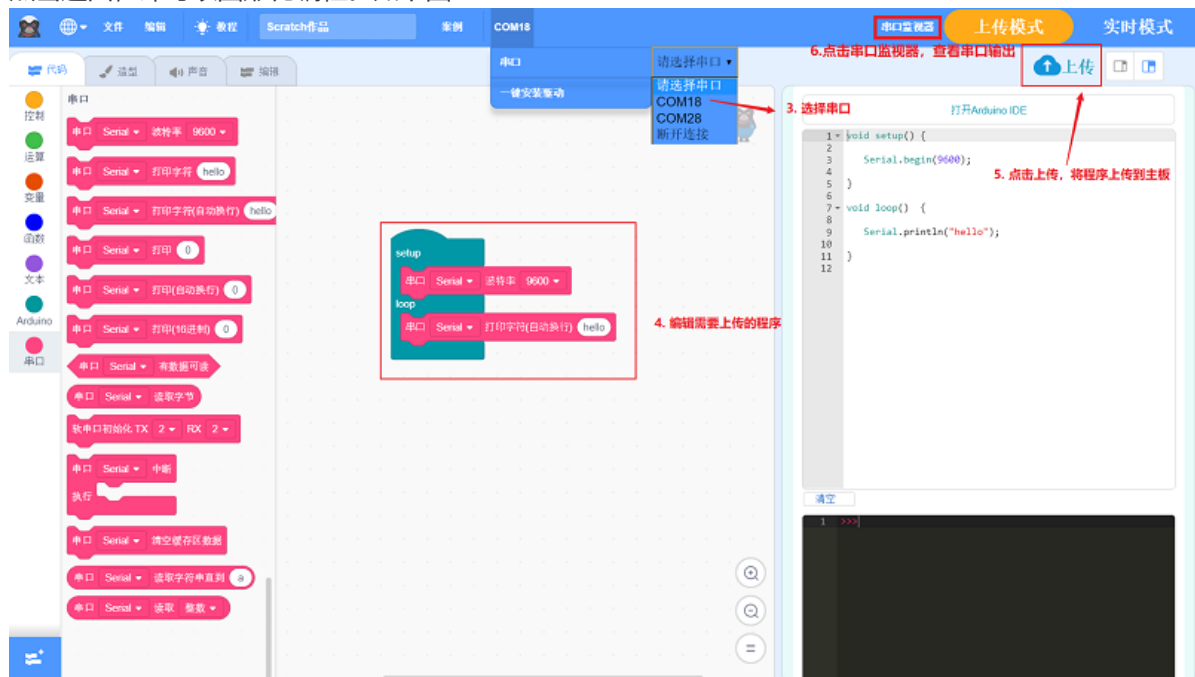 文件 编辑 教程 Scratch作品 案例 COM18 串口监视器 上传模式 实时模式
6.点击串口监视器，查看串口输出
代码 造型 声音 编辑
串口 请选择串口
一键安装驱动
请选择串口
COM18
COM28
断开连接
3. 选择串口
上传
打开Arduino IDE
控制
运算
变量
函数
文本
Arduino
串口
串口
串口 Serial 波特率 9600
串口 Serial 打印字符 hello
串口 Serial 打印字符(自动换行) hello
串口 Serial 打印 0
串口 Serial 打印(自动换行) 0
串口 Serial 打印(16进制) 0
串口 Serial 有数据可读
串口 Serial 读取字节
软串口初始化 TX 2 RX 2
串口 Serial 中断
执行
串口 Serial 清空缓存区数据
串口 Serial 读取字符串直到 a
串口 Serial 读取 整数
setup
串口 Serial 波特率 9600
loop
串口 Serial 打印字符(自动换行) hello
4. 编辑需要上传的程序
1 void setup() {
2
3 Serial.begin(9600);
4
5 }
6
7 void loop() {
8
9 Serial.println("hello");
10
11 }
12
5. 点击上传，将程序上传到主板
清空
1 >>>